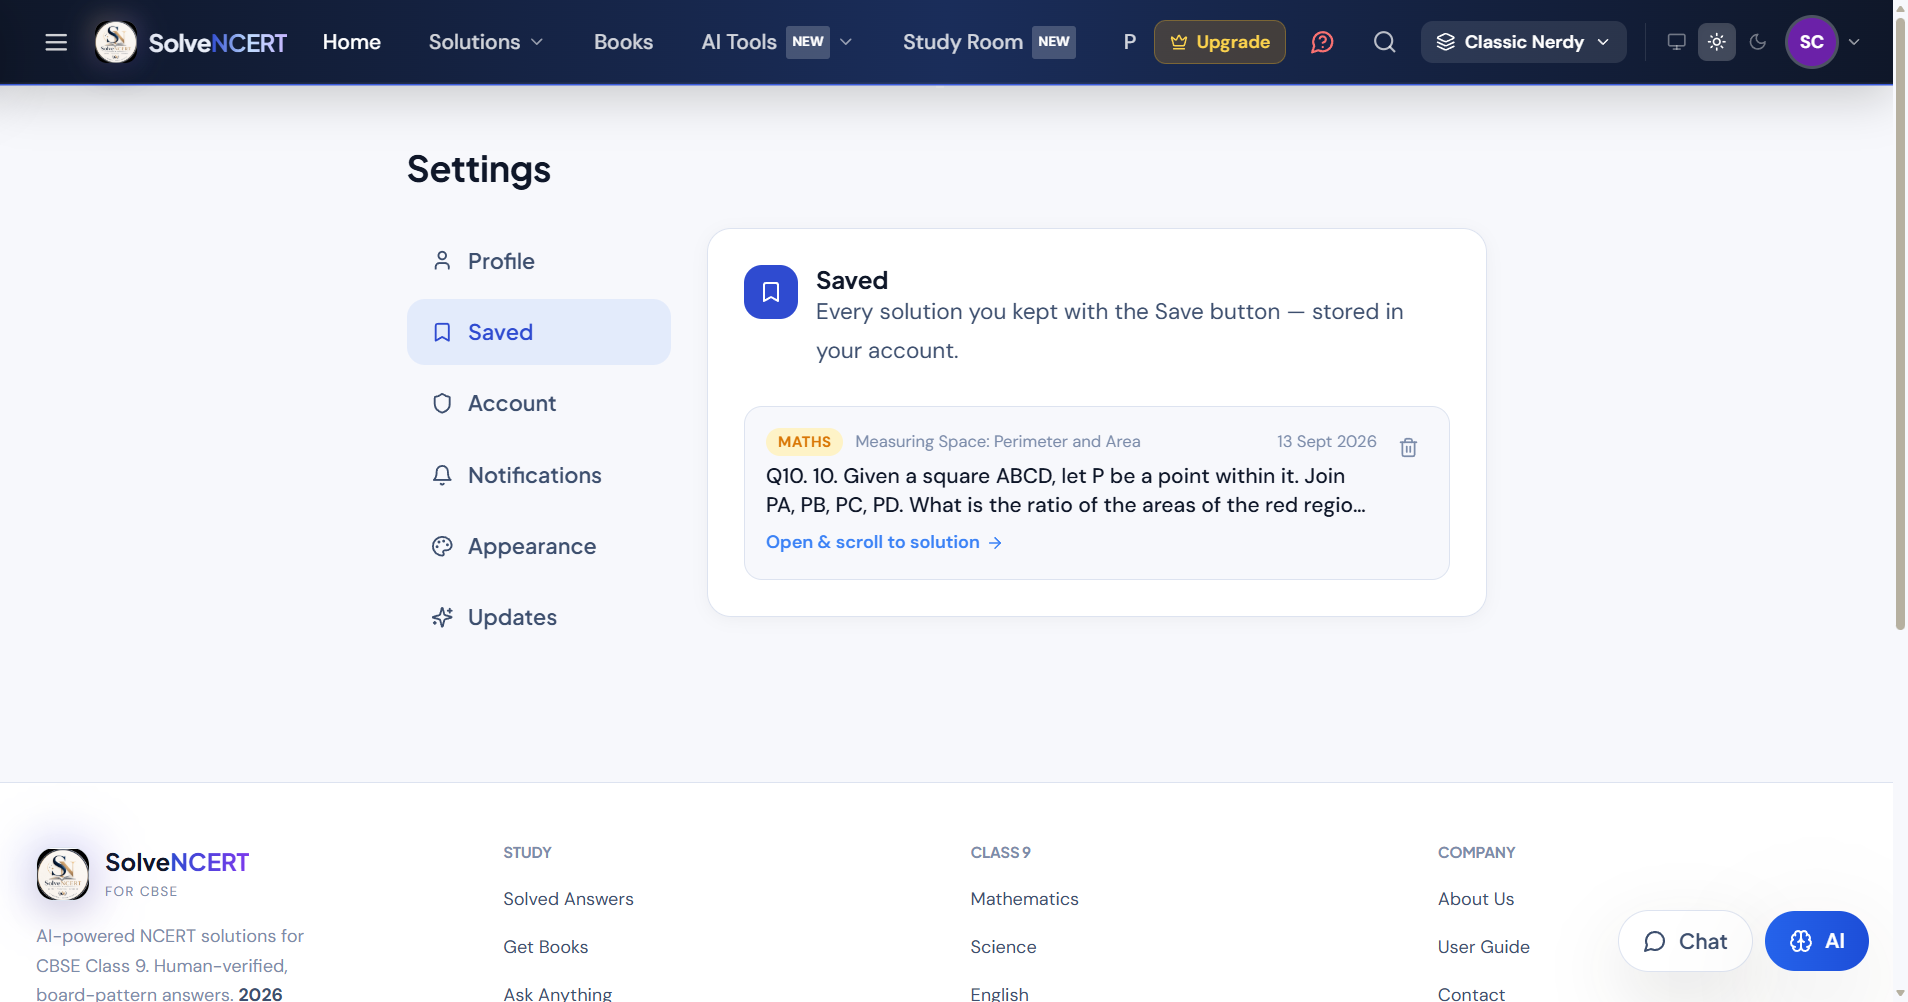 SolveNCERT Home Solutions Books AI Tools NEW Study Room NEW P Upgrade Classic Nerdy SC
Settings
Profile
Saved
Account
Notifications
Appearance
Updates
Saved
Every solution you kept with the Save button — stored in
your account.
MATHS Measuring Space: Perimeter and Area 13 Sept 2026
Q10. 10. Given a square ABCD, let P be a point within it. Join
PA, PB, PC, PD. What is the ratio of the areas of the red regio...
Open & scroll to solution →
SolveNCERT
FOR CBSE
AI-powered NCERT solutions for
CBSE Class 9. Human-verified,
board-pattern answers. 2026
STUDY
Solved Answers
Get Books
Ask Anything
CLASS 9
Mathematics
Science
English
COMPANY
About Us
User Guide
Contact
Chat
AI